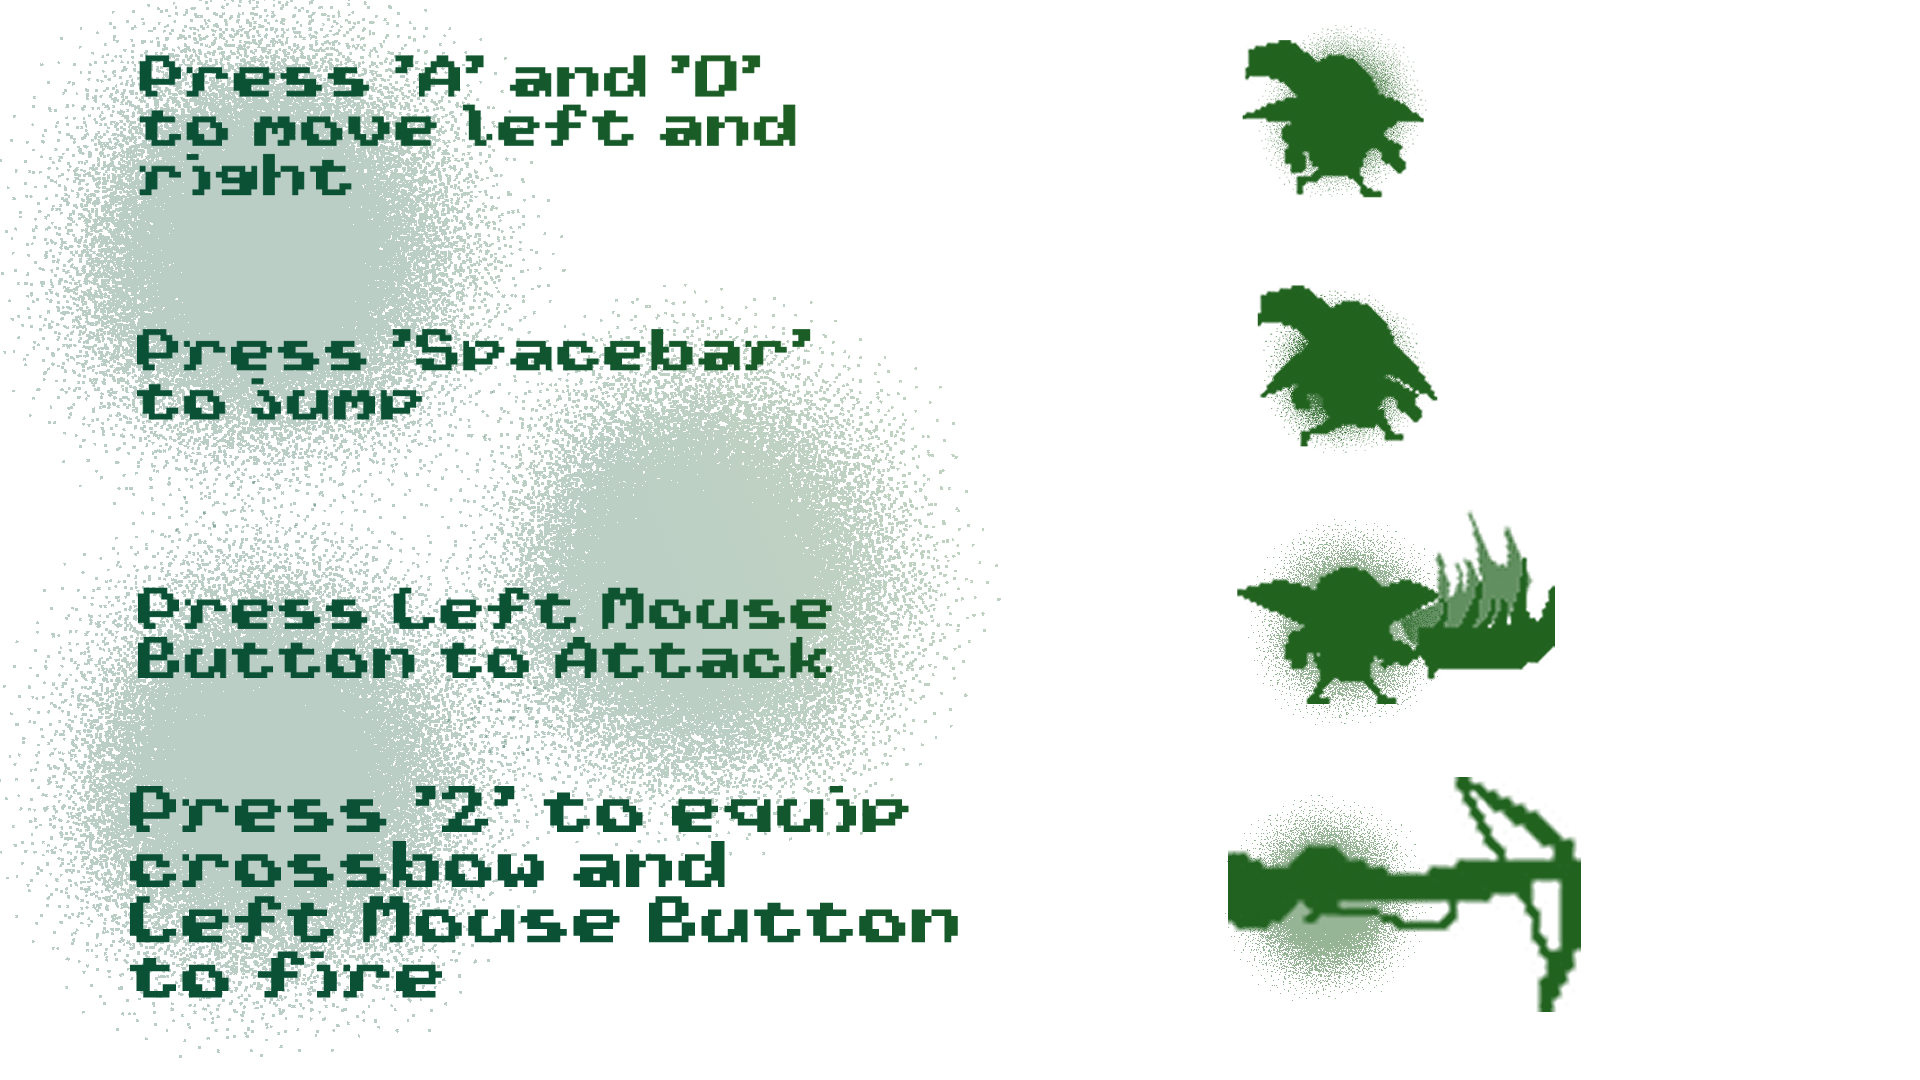 Press 'A' and 'D'
to move left and
right
Press 'Spacebar'
to jump
Press Left Mouse
Button to Attack
Press '2' to equip
crossbow and
Left Mouse Button
to fire